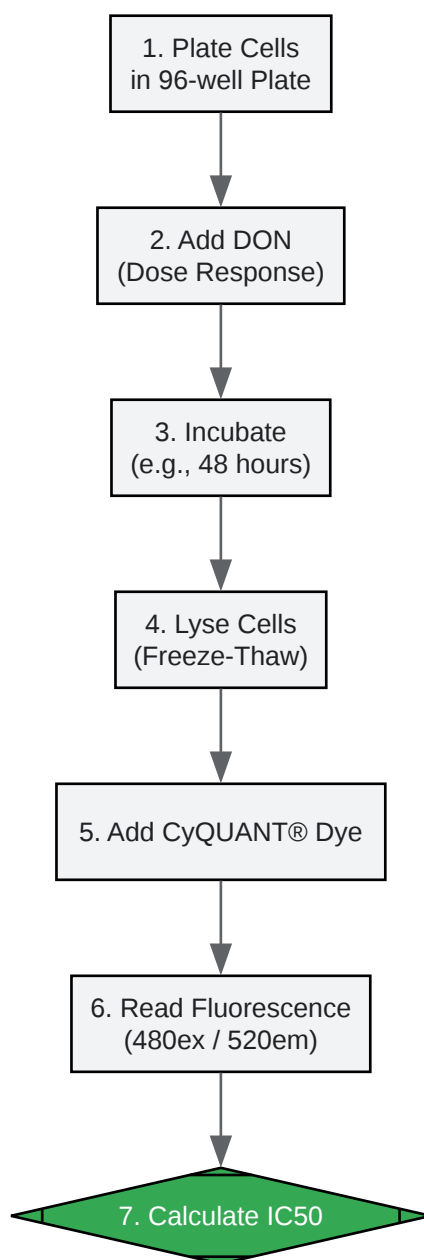 1. Plate Cells
in 96-well Plate
2. Add DON
(Dose Response)
3. Incubate
(e.g., 48 hours)
4. Lyse Cells
(Freeze-Thaw)
5. Add CyQUANT® Dye
6. Read Fluorescence
(480ex / 520em)
7. Calculate IC50